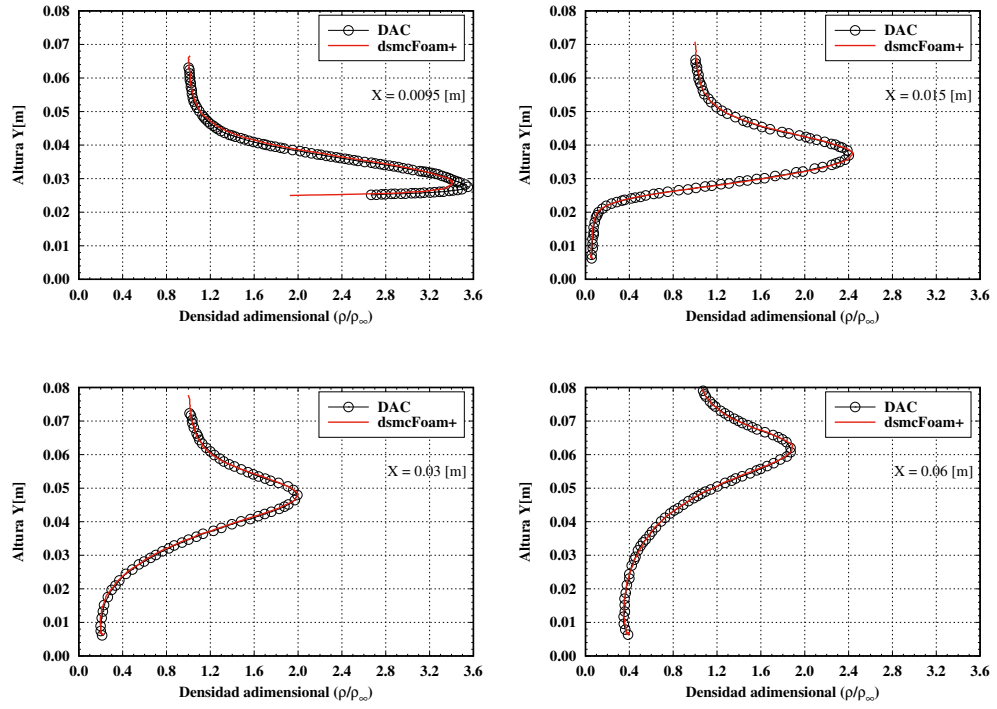 0.08
0.07
0.06
0.05
0.04
0.03
0.02
0.01
0.00
Altura Y[m]
DAC
dsmcFoam+
X = 0.0095 [m]
0.0 0.4 0.8 1.2 1.6 2.0 2.4 2.8 3.2 3.6
Densidad adimensional (ρ/ρ∞)
0.08
0.07
0.06
0.05
0.04
0.03
0.02
0.01
0.00
Altura Y[m]
DAC
dsmcFoam+
X = 0.015 [m]
0.0 0.4 0.8 1.2 1.6 2.0 2.4 2.8 3.2 3.6
Densidad adimensional (ρ/ρ∞)
0.08
0.07
0.06
0.05
0.04
0.03
0.02
0.01
0.00
Altura Y[m]
DAC
dsmcFoam+
X = 0.03 [m]
0.0 0.4 0.8 1.2 1.6 2.0 2.4 2.8 3.2 3.6
Densidad adimensional (ρ/ρ∞)
0.08
0.07
0.06
0.05
0.04
0.03
0.02
0.01
0.00
Altura Y[m]
DAC
dsmcFoam+
X = 0.06 [m]
0.0 0.4 0.8 1.2 1.6 2.0 2.4 2.8 3.2 3.6
Densidad adimensional (ρ/ρ∞)